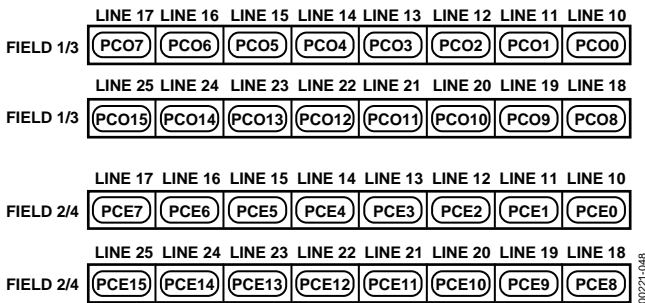 LINE 17 LINE 16 LINE 15 LINE 14 LINE 13 LINE 12 LINE 11 LINE 10
FIELD 1/3 PCO7 PCO6 PCO5 PCO4 PCO3 PCO2 PCO1 PCO0
LINE 25 LINE 24 LINE 23 LINE 22 LINE 21 LINE 20 LINE 19 LINE 18
FIELD 1/3 PCO15 PCO14 PCO13 PCO12 PCO11 PCO10 PCO9 PCO8
LINE 17 LINE 16 LINE 15 LINE 14 LINE 13 LINE 12 LINE 11 LINE 10
FIELD 2/4 PCE7 PCE6 PCE5 PCE4 PCE3 PCE2 PCE1 PCE0
LINE 25 LINE 24 LINE 23 LINE 22 LINE 21 LINE 20 LINE 19 LINE 18
FIELD 2/4 PCE15 PCE14 PCE13 PCE12 PCE11 PCE10 PCE9 PCE8
00221-048